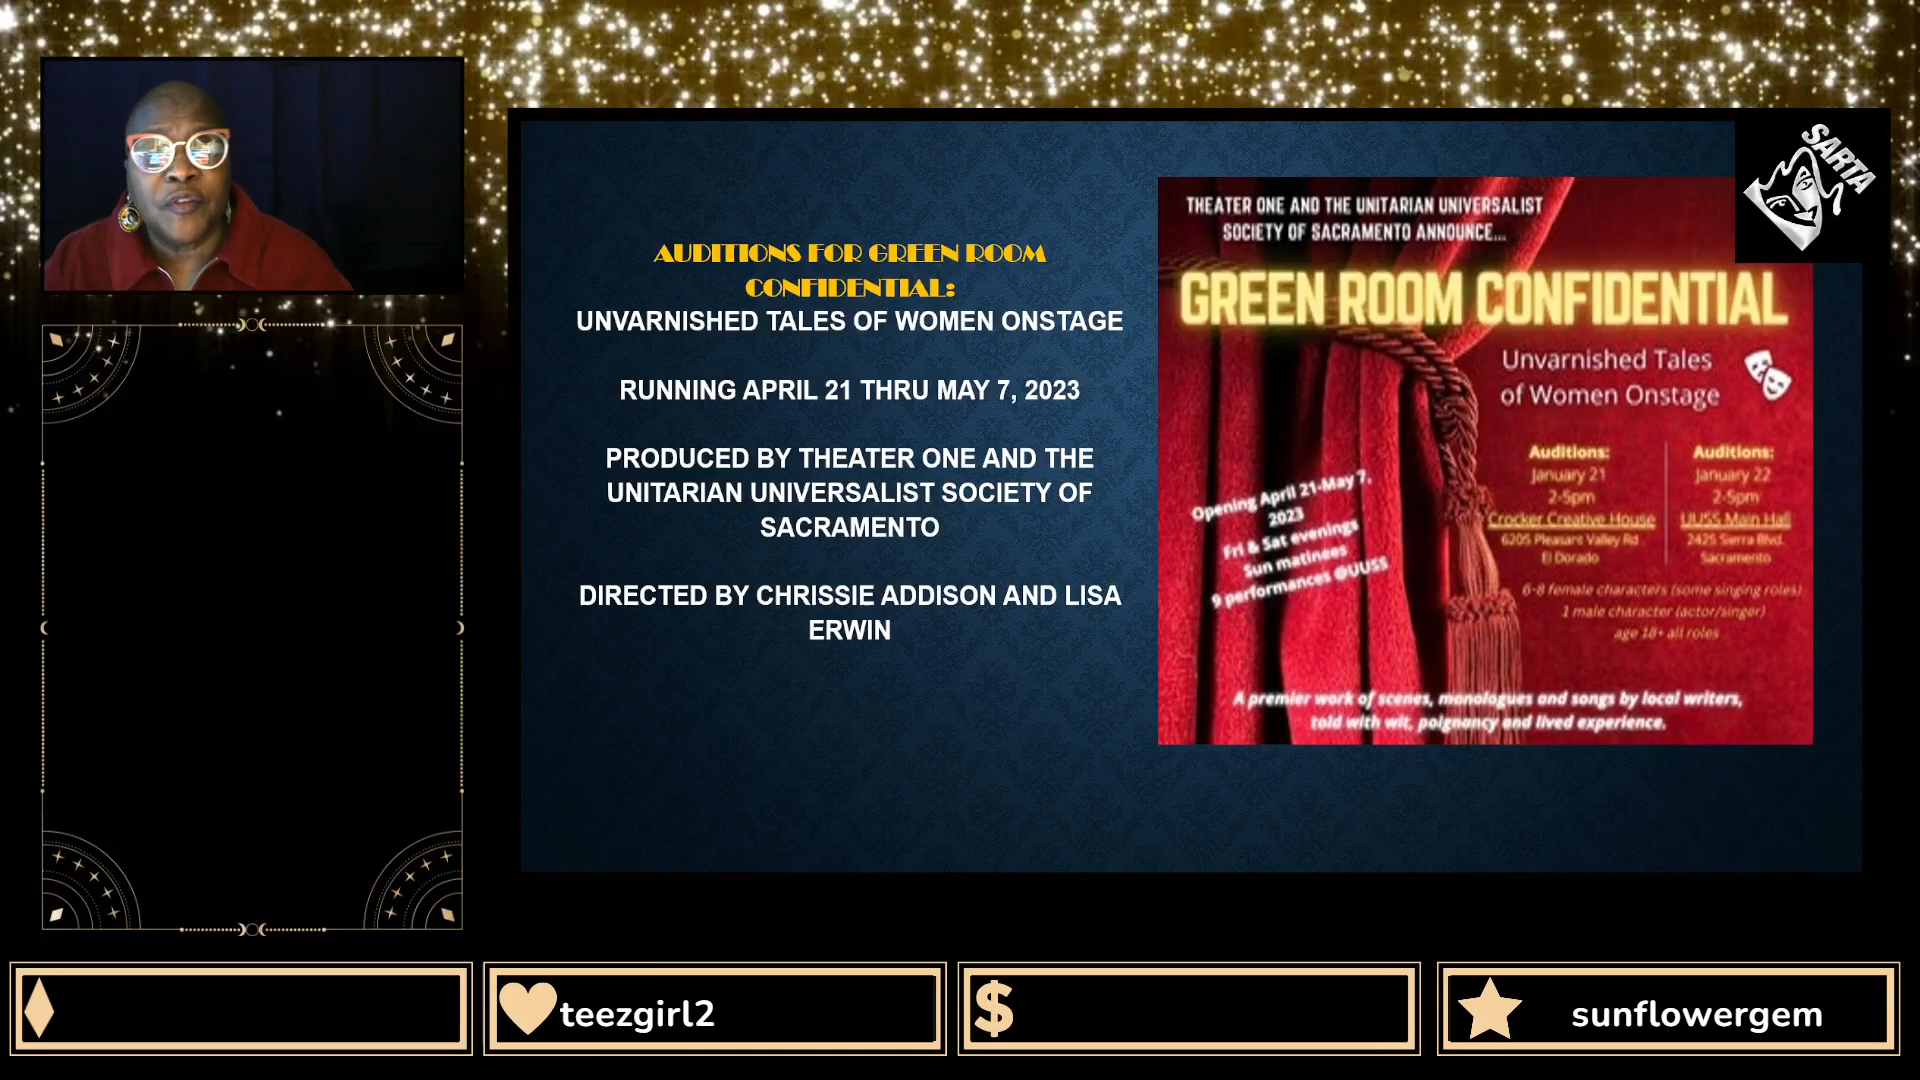 AUDITIONS FOR GREEN ROOM
CONFIDENTIAL:
UNVARNISHED TALES OF WOMEN ONSTAGE
RUNNING APRIL 21 THRU MAY 7, 2023
PRODUCED BY THEATER ONE AND THE
UNITARIAN UNIVERSALIST SOCIETY OF
SACRAMENTO
DIRECTED BY CHRISSIE ADDISON AND LISA
ERWIN
SARTA
THEATER ONE AND THE UNITARIAN UNIVERSALIST
SOCIETY OF SACRAMENTO ANNOUNCE...
GREEN ROOM CONFIDENTIAL
Unvarnished Tales
of Women Onstage
Auditions:
January 21
2-5pm
Crocker Creative House
6205 Pleasant Valley Rd
El Dorado
Auditions:
January 22
2-5pm
UUSS Main Hall
2425 Sierra Blvd.
Sacramento
Opening April 21-May 7,
2023
Fri & Sat evenings
Sun matinees
9 performances @UUSS
6-8 female characters (some singing roles)
1 male character (actor/singer)
age 18+ all roles
A premier work of scenes, monologues and songs by local writers,
told with wit, poignancy and lived experience.
teezgirl2
$
sunflowergem